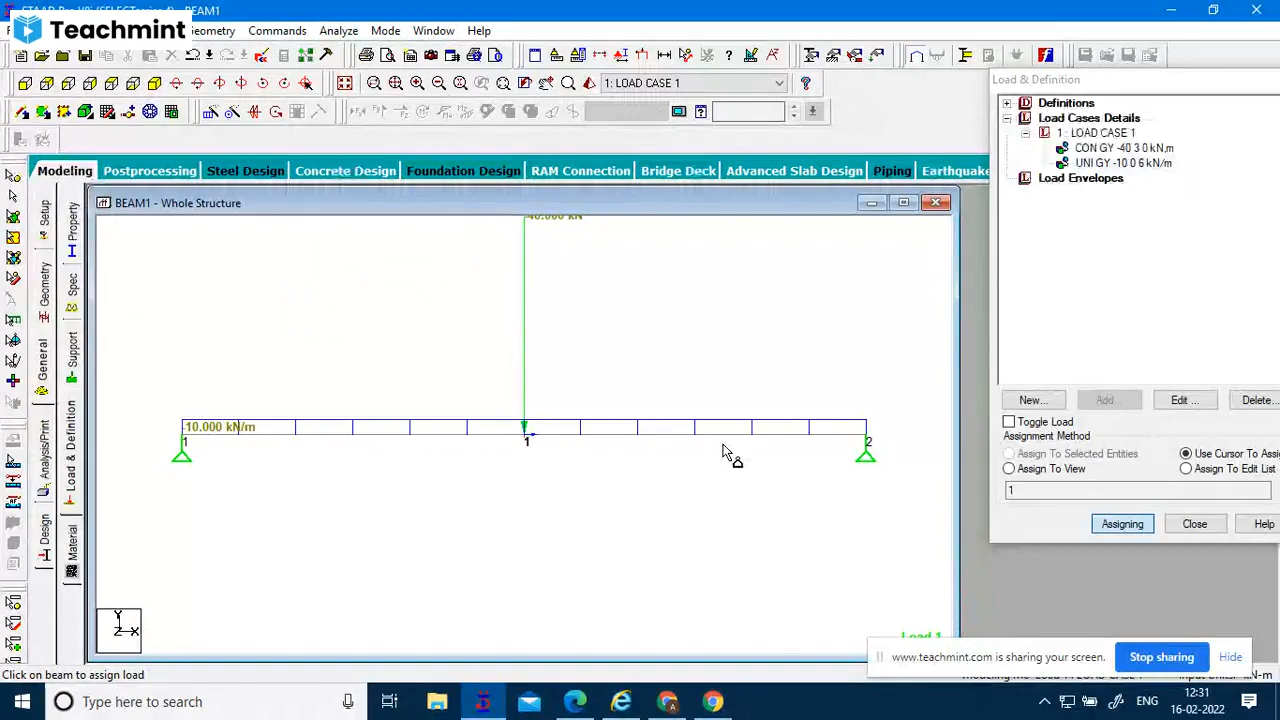 STAAD.Pro V8i (SELECTseries 4) - BEAM1
Teachmint
Geometry Commands Analyze Mode Window Help
1: LOAD CASE 1
Modeling Postprocessing Steel Design Concrete Design Foundation Design RAM Connection Bridge Deck Advanced Slab Design Piping Earthquake
Setup
Geometry
General
Analysis/Print
Design
Property
Spec
Support
Load & Definition
Material
BEAM1 - Whole Structure
40.000 kN
-10.000 kN/m
1
1
2
Y
Z X
Load 1
Load & Definition
Definitions
Load Cases Details
1 : LOAD CASE 1
CON GY -40 3 0 kN,m
UNI GY -10 0 6 kN/m
Load Envelopes
New... Add... Edit ... Delete...
Toggle Load
Assignment Method
Assign To Selected Entities Use Cursor To Assi
Assign To View Assign To Edit List
1
Assigning Close Help
www.teachmint.com is sharing your screen. Stop sharing Hide
Click on beam to assign load
Type here to search
ENG
12:31
16-02-2022